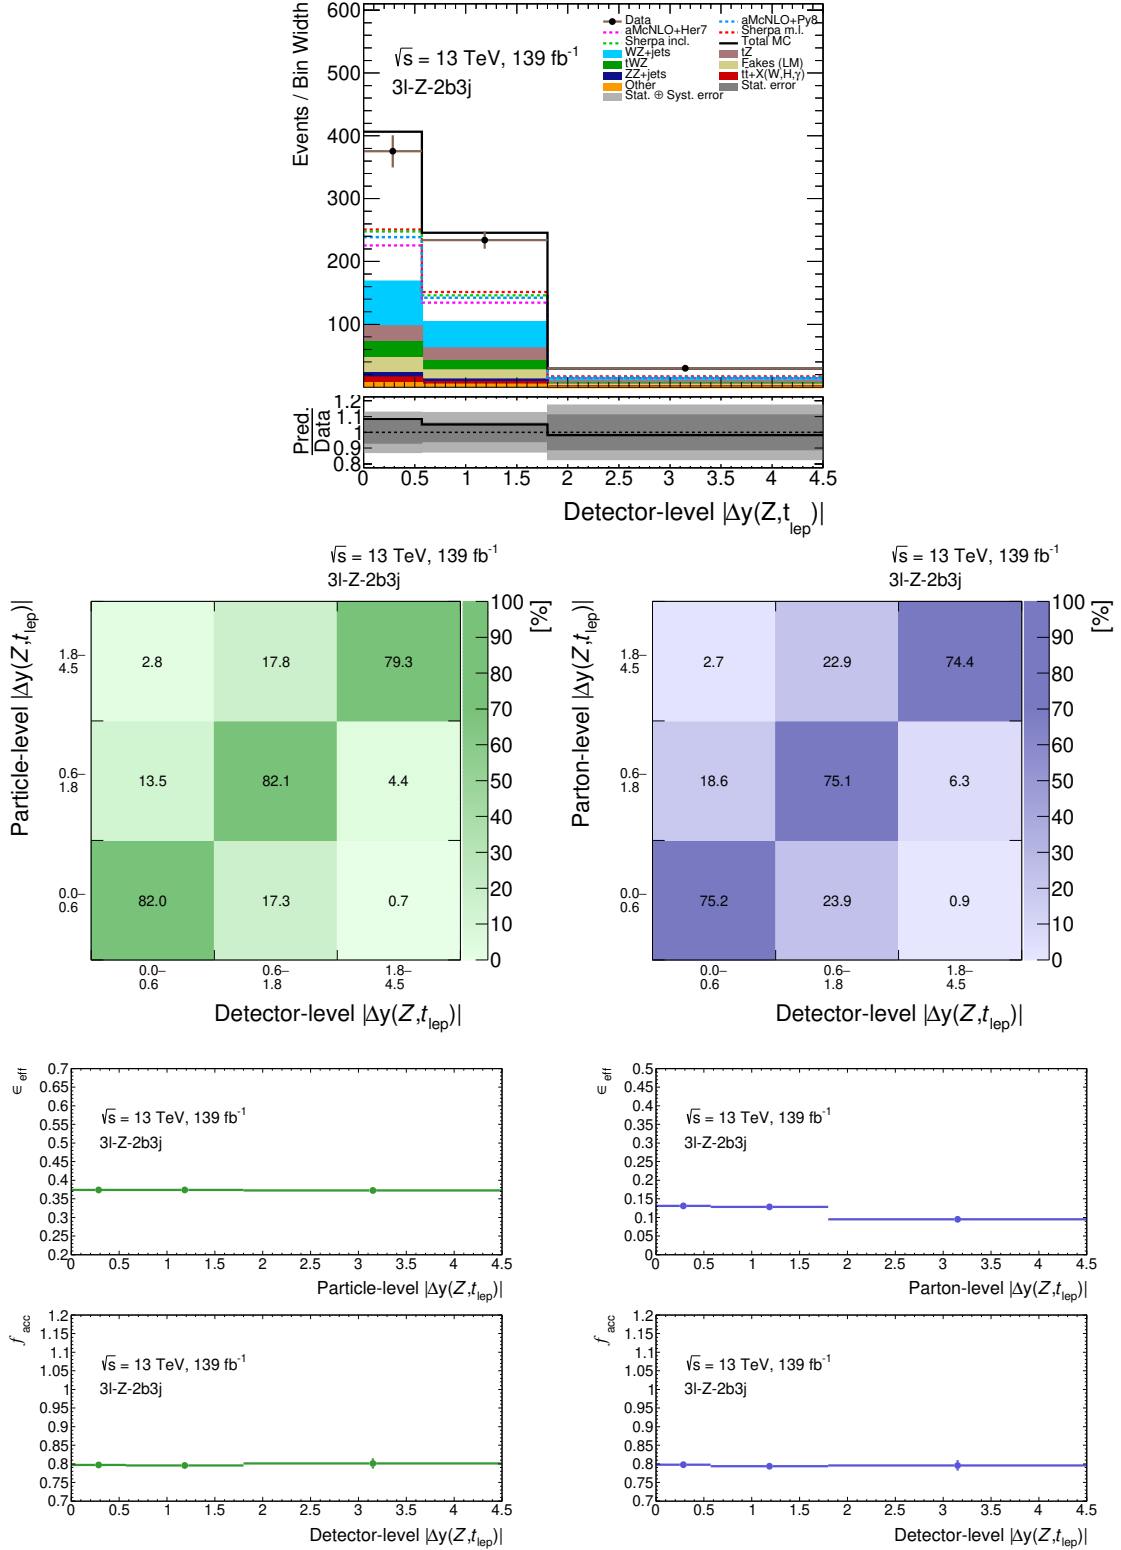 Events / Bin Width
600
500
400
300
200
100
√s = 13 TeV, 139 fb-1
3l-Z-2b3j
Data
aMcNLO+Py8
aMcNLO+Her7
Sherpa m.l.
Sherpa incl.
Total MC
WZ+jets
tZ
tWZ
Fakes (LM)
ZZ+jets
tt+X(W,H,γ)
Other
Stat. error
Stat. ⊕ Syst. error
Pred.
Data
1.2
1.1
1
0.9
0.8
0 0.5 1 1.5 2 2.5 3 3.5 4 4.5
Detector-level |Δy(Z,tlep)|
√s = 13 TeV, 139 fb-1
3l-Z-2b3j
Particle-level |Δy(Z,tlep)|
1.8–
4.5
0.6–
1.8
0.0–
0.6
2.8 17.8 79.3
13.5 82.1 4.4
82.0 17.3 0.7
0.0–
0.6
0.6–
1.8
1.8–
4.5
Detector-level |Δy(Z,tlep)|
100
90
80
70
60
50
40
30
20
10
0
[%]
√s = 13 TeV, 139 fb-1
3l-Z-2b3j
Parton-level |Δy(Z,tlep)|
1.8–
4.5
0.6–
1.8
0.0–
0.6
2.7 22.9 74.4
18.6 75.1 6.3
75.2 23.9 0.9
0.0–
0.6
0.6–
1.8
1.8–
4.5
Detector-level |Δy(Z,tlep)|
100
90
80
70
60
50
40
30
20
10
0
[%]
ϵeff
0.7
0.65
0.6
0.55
0.5
0.45
0.4
0.35
0.3
0.25
0.2
√s = 13 TeV, 139 fb-1
3l-Z-2b3j
0 0.5 1 1.5 2 2.5 3 3.5 4 4.5
Particle-level |Δy(Z,tlep)|
ϵeff
0.5
0.45
0.4
0.35
0.3
0.25
0.2
0.15
0.1
0.05
0
√s = 13 TeV, 139 fb-1
3l-Z-2b3j
0 0.5 1 1.5 2 2.5 3 3.5 4 4.5
Parton-level |Δy(Z,tlep)|
facc
1.2
1.15
1.1
1.05
1
0.95
0.9
0.85
0.8
0.75
0.7
√s = 13 TeV, 139 fb-1
3l-Z-2b3j
0 0.5 1 1.5 2 2.5 3 3.5 4 4.5
Detector-level |Δy(Z,tlep)|
facc
1.2
1.15
1.1
1.05
1
0.95
0.9
0.85
0.8
0.75
0.7
√s = 13 TeV, 139 fb-1
3l-Z-2b3j
0 0.5 1 1.5 2 2.5 3 3.5 4 4.5
Detector-level |Δy(Z,tlep)|